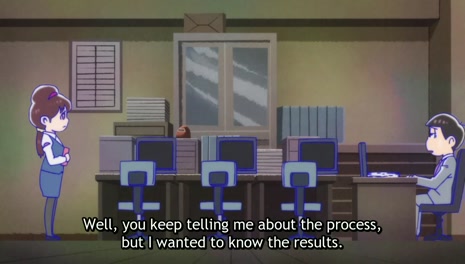 Well, you keep telling me about the process,
but I wanted to know the results.